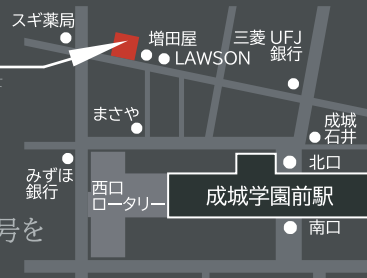 スギ薬局
増田屋
LAWSON
三菱 UFJ
銀行
まさや
成城
石井
みずほ
銀行
西口
ロータリー
北口
成城学園前駅
南口
号を